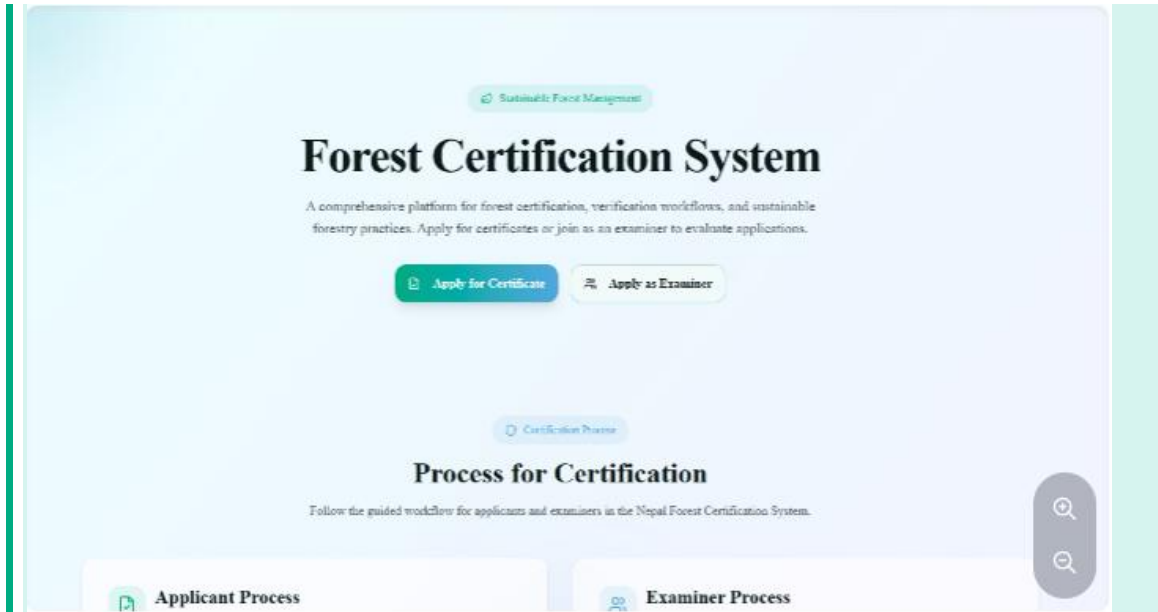 Sustainable Forest Management
Forest Certification System
A comprehensive platform for forest certification, verification workflows, and sustainable
forestry practices. Apply for certificates or join as an examiner to evaluate applications.
Apply for Certificate
Apply as Examiner
Certification Process
Process for Certification
Follow the guided workflow for applicants and examiners in the Nepal Forest Certification System.
Applicant Process
Examiner Process